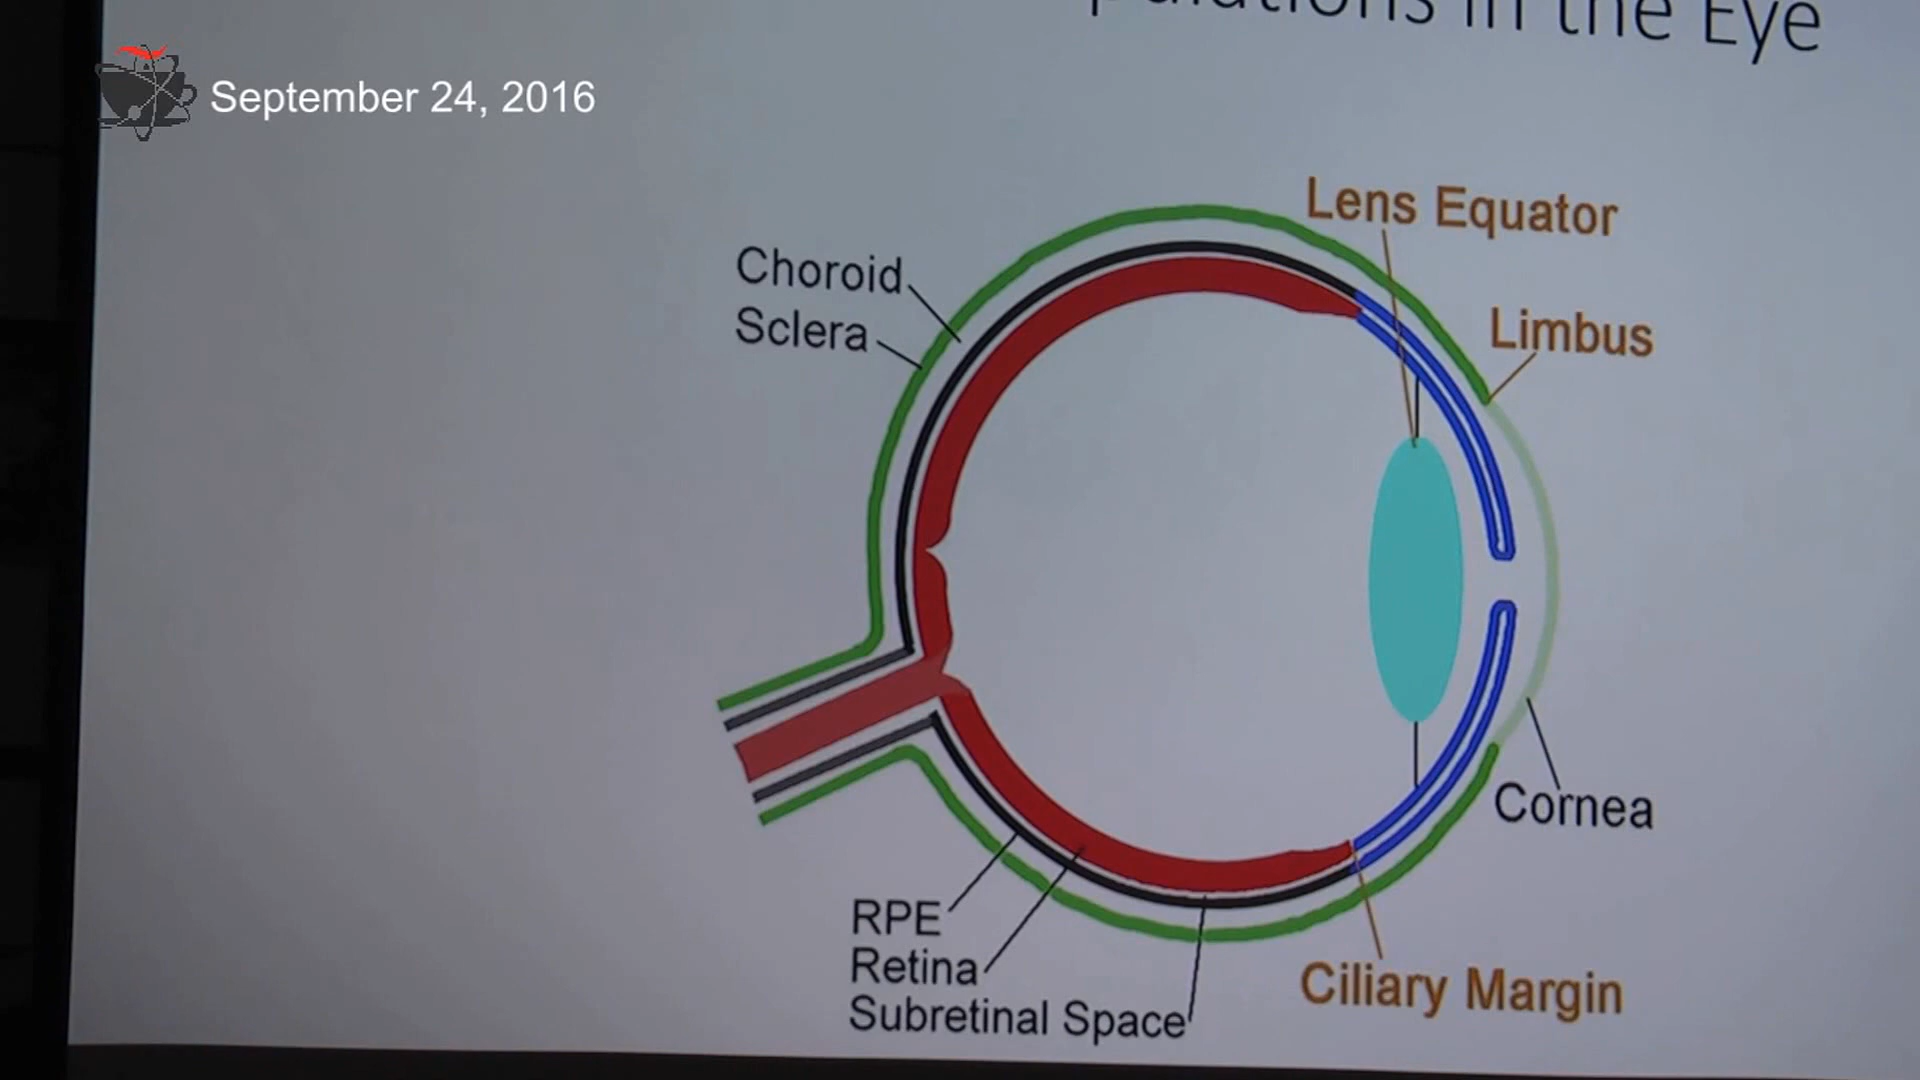 in the Eye
September 24, 2016
Lens Equator
Choroid
Sclera
Limbus
Cornea
RPE
Retina
Subretinal Space
Ciliary Margin